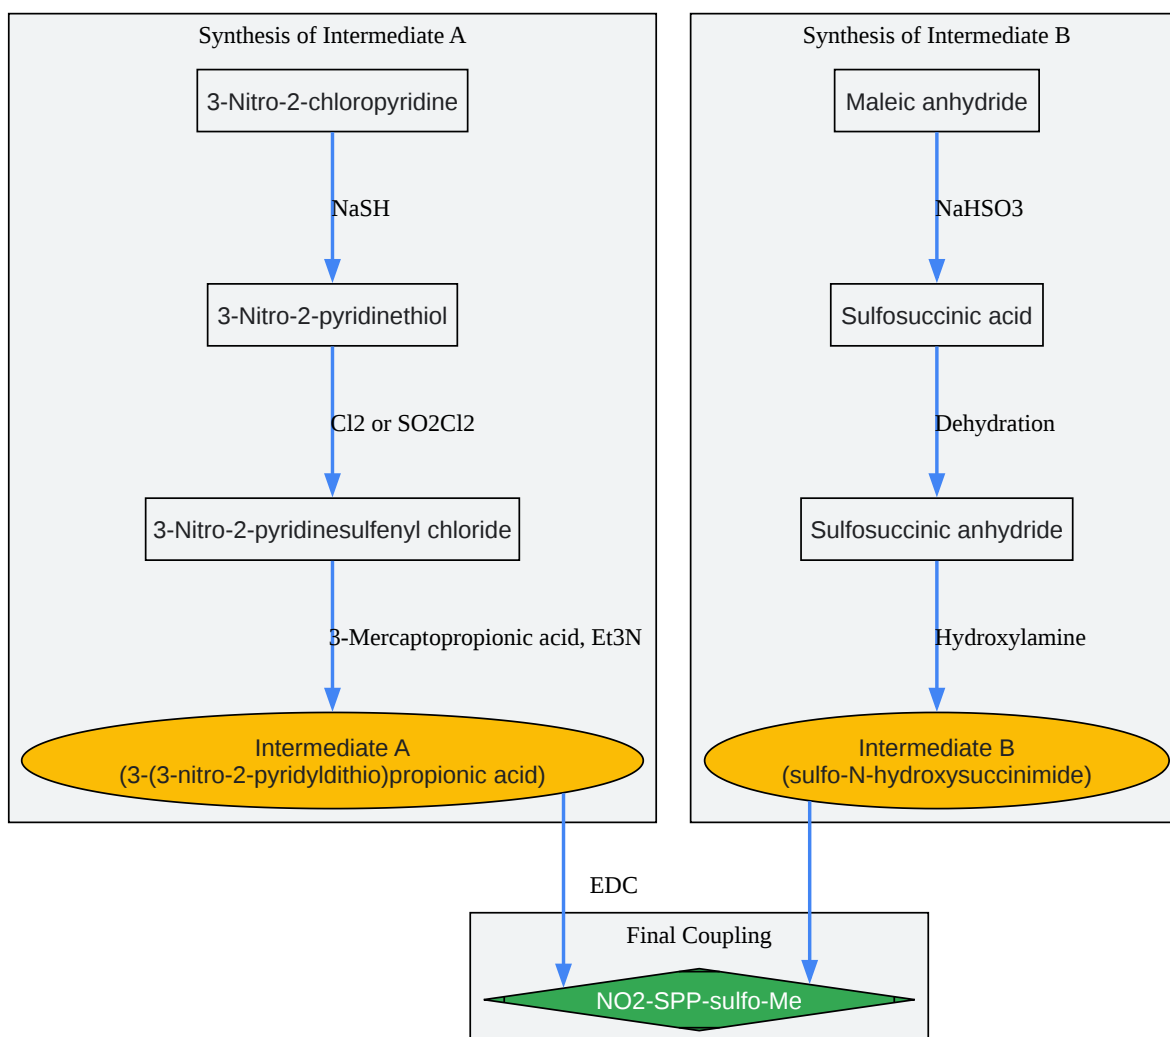 Synthesis of Intermediate A
3-Nitro-2-chloropyridine
NaSH
3-Nitro-2-pyridinethiol
Cl2 or SO2Cl2
3-Nitro-2-pyridinesulfenyl chloride
3-Mercaptopropionic acid, Et3N
Intermediate A
(3-(3-nitro-2-pyridyldithio)propionic acid)
Synthesis of Intermediate B
Maleic anhydride
NaHSO3
Sulfosuccinic acid
Dehydration
Sulfosuccinic anhydride
Hydroxylamine
Intermediate B
(sulfo-N-hydroxysuccinimide)
EDC
Final Coupling
NO2-SPP-sulfo-Me